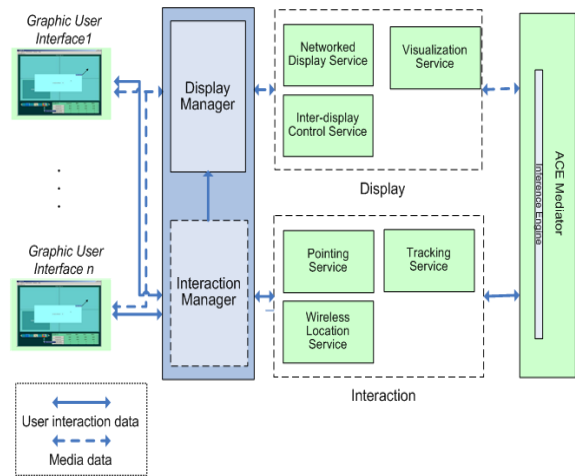 Graphic User
Interface1
Graphic User
Interface n
User interaction data
Media data
Display
Manager
Interaction
Manager
Networked
Display Service
Visualization
Service
Inter-display
Control Service
Display
Pointing
Service
Tracking
Service
Wireless
Location
Service
Interaction
ACE Mediator
Inference Engine